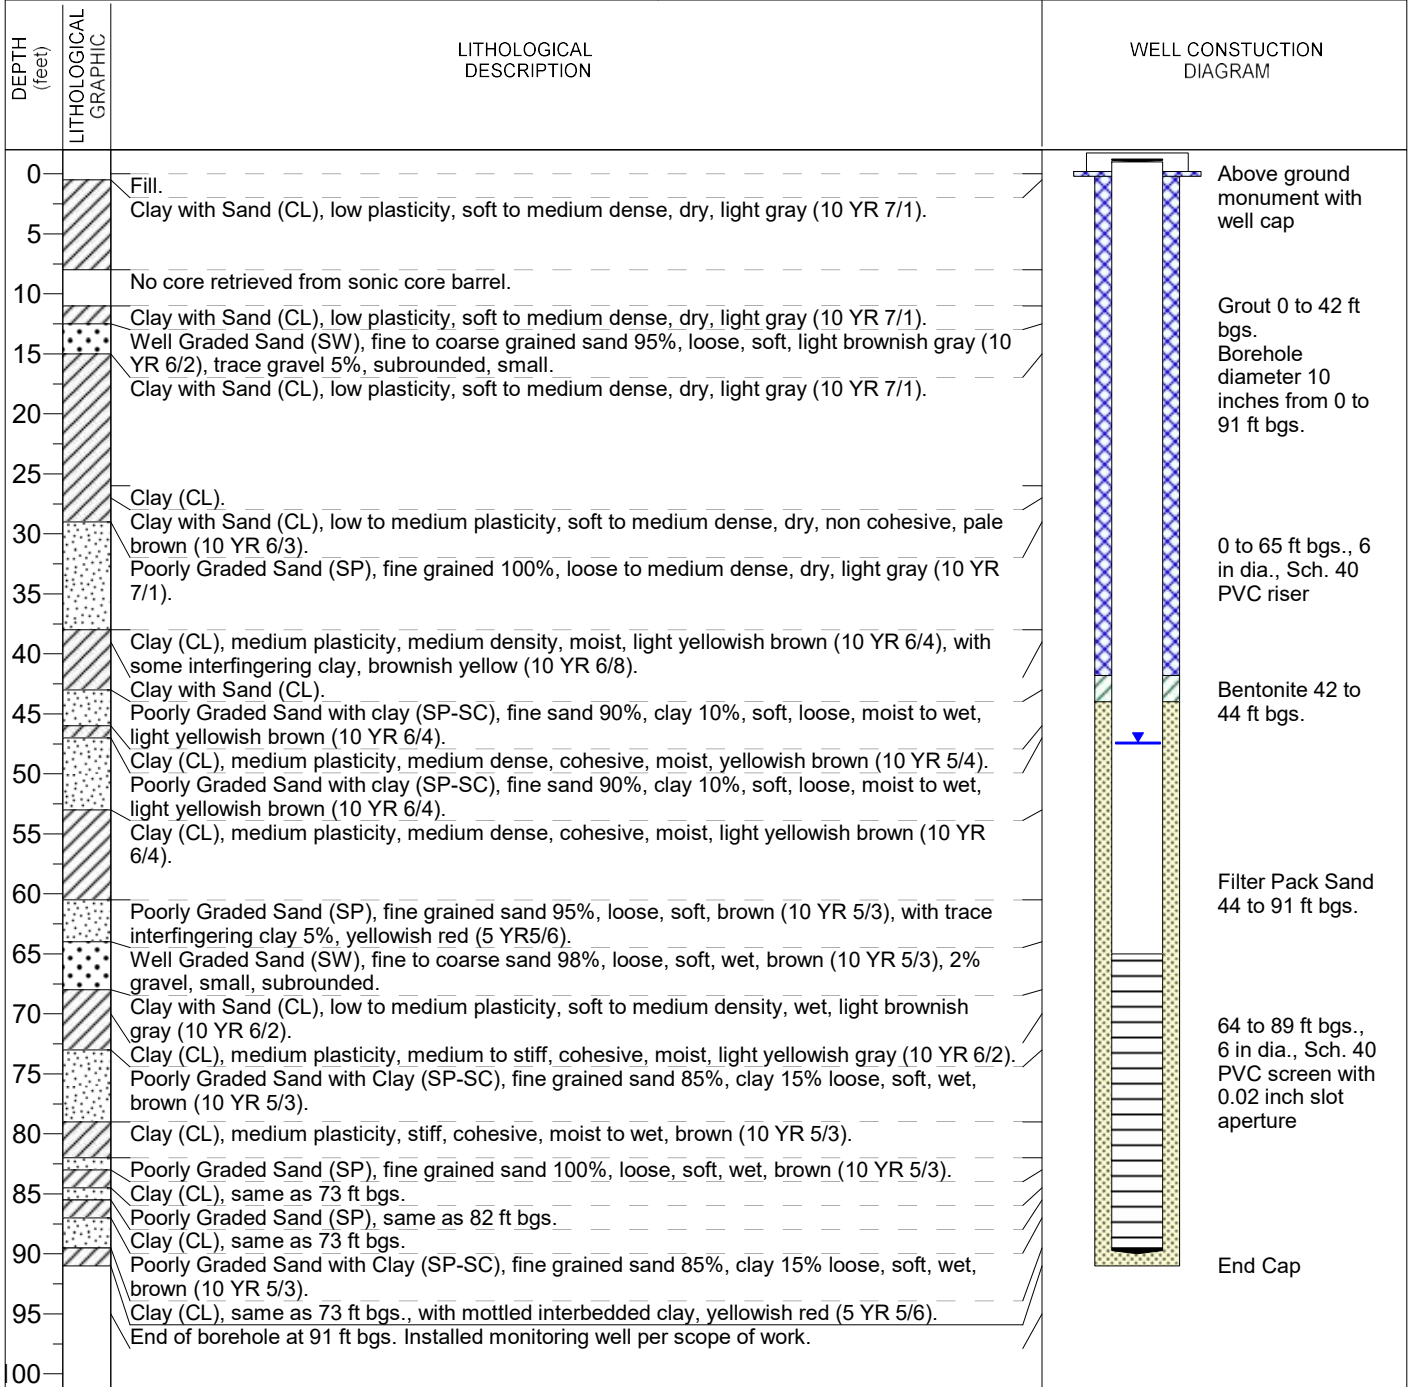 DEPTH
(feet)
LITHOLOGICAL
GRAPHIC
LITHOLOGICAL
DESCRIPTION
WELL CONSTUCTION
DIAGRAM
0
5
10
15
20
25
30
35
40
45
50
55
60
65
70
75
80
85
90
95
100
Fill.
Clay with Sand (CL), low plasticity, soft to medium dense, dry, light gray (10 YR 7/1).
No core retrieved from sonic core barrel.
Clay with Sand (CL), low plasticity, soft to medium dense, dry, light gray (10 YR 7/1).
Well Graded Sand (SW), fine to coarse grained sand 95%, loose, soft, light brownish gray (10
YR 6/2), trace gravel 5%, subrounded, small.
Clay with Sand (CL), low plasticity, soft to medium dense, dry, light gray (10 YR 7/1).
Clay (CL).
Clay with Sand (CL), low to medium plasticity, soft to medium dense, dry, non cohesive, pale
brown (10 YR 6/3).
Poorly Graded Sand (SP), fine grained 100%, loose to medium dense, dry, light gray (10 YR
7/1).
Clay (CL), medium plasticity, medium density, moist, light yellowish brown (10 YR 6/4), with
some interfingering clay, brownish yellow (10 YR 6/8).
Clay with Sand (CL).
Poorly Graded Sand with clay (SP-SC), fine sand 90%, clay 10%, soft, loose, moist to wet,
light yellowish brown (10 YR 6/4).
Clay (CL), medium plasticity, medium dense, cohesive, moist, yellowish brown (10 YR 5/4).
Poorly Graded Sand with clay (SP-SC), fine sand 90%, clay 10%, soft, loose, moist to wet,
light yellowish brown (10 YR 6/4).
Clay (CL), medium plasticity, medium dense, cohesive, moist, light yellowish brown (10 YR
6/4).
Poorly Graded Sand (SP), fine grained sand 95%, loose, soft, brown (10 YR 5/3), with trace
interfingering clay 5%, yellowish red (5 YR5/6).
Well Graded Sand (SW), fine to coarse sand 98%, loose, soft, wet, brown (10 YR 5/3), 2%
gravel, small, subrounded.
Clay with Sand (CL), low to medium plasticity, soft to medium density, wet, light brownish
gray (10 YR 6/2).
Clay (CL), medium plasticity, medium to stiff, cohesive, moist, light yellowish gray (10 YR 6/2).
Poorly Graded Sand with Clay (SP-SC), fine grained sand 85%, clay 15% loose, soft, wet,
brown (10 YR 5/3).
Clay (CL), medium plasticity, stiff, cohesive, moist to wet, brown (10 YR 5/3).
Poorly Graded Sand (SP), fine grained sand 100%, loose, soft, wet, brown (10 YR 5/3).
Clay (CL), same as 73 ft bgs.
Poorly Graded Sand (SP), same as 82 ft bgs.
Clay (CL), same as 73 ft bgs.
Poorly Graded Sand with Clay (SP-SC), fine grained sand 85%, clay 15% loose, soft, wet,
brown (10 YR 5/3).
Clay (CL), same as 73 ft bgs., with mottled interbedded clay, yellowish red (5 YR 5/6).
End of borehole at 91 ft bgs. Installed monitoring well per scope of work.
Above ground
monument with
well cap
Grout 0 to 42 ft
bgs.
Borehole
diameter 10
inches from 0 to
91 ft bgs.
0 to 65 ft bgs., 6
in dia., Sch. 40
PVC riser
Bentonite 42 to
44 ft bgs.
Filter Pack Sand
44 to 91 ft bgs.
64 to 89 ft bgs.,
6 in dia., Sch. 40
PVC screen with
0.02 inch slot
aperture
End Cap